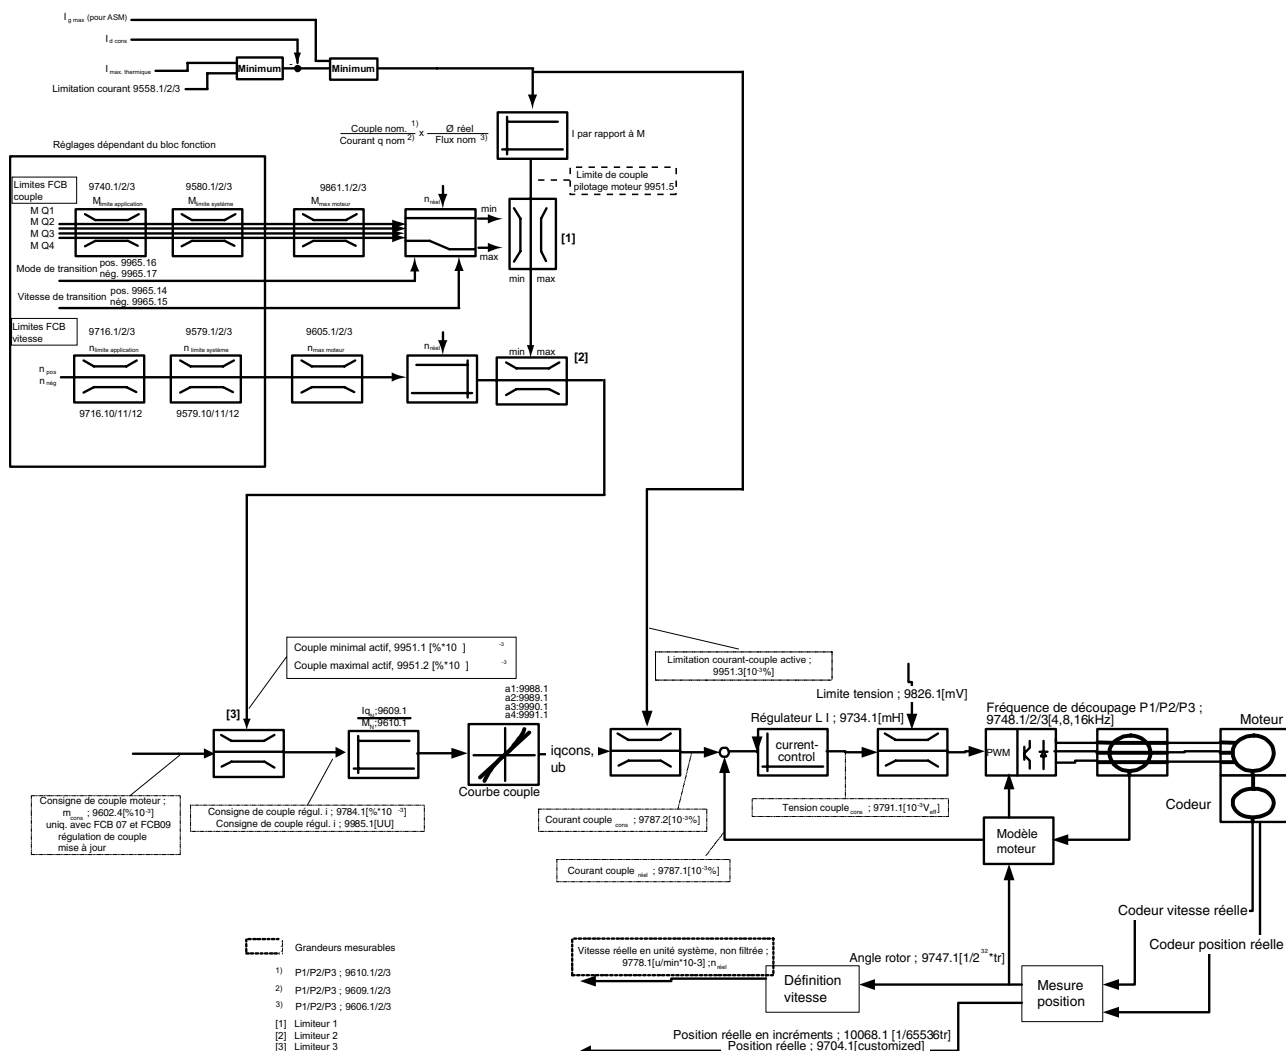 I g max (pour ASM)
I d cons
I max. thermique
Limitation courant 9558.1/2/3
Minimum
-
Minimum
Couple nom. 1)
Courant q nom 2)
x
Ø réel
Flux nom 3)
I par rapport à M
Limite de couple
pilotage moteur 9951.5
Réglages dépendant du bloc fonction
Limites FCB
couple
9740.1/2/3
M limite application
9580.1/2/3
M limite système
9861.1/2/3
M max moteur
n réel
min
max
M Q1
M Q2
M Q3
M Q4
[1]
min max
Mode de transition
pos. 9965.16
nég. 9965.17
Vitesse de transition
pos. 9965.14
nég. 9965.15
Limites FCB
vitesse
9716.1/2/3
n limite application
9579.1/2/3
n limite système
9605.1/2/3
n max moteur
n réel
min max
[2]
n pos
n nég
9716.10/11/12
9579.10/11/12
Couple minimal actif, 9951.1 [%*10 ] -3
Couple maximal actif, 9951.2 [%*10 ] -3
Limitation courant-couple active ;
9951.3[10-3%]
[3]
Iq N:9609.1
M N:9610.1
a1:9988.1
a2:9989.1
a3:9990.1
a4:9991.1
Courbe couple
iqcons,
ub
Régulateur L I ; 9734.1[mH]
current-
control
Limite tension ; 9826.1[mV]
Fréquence de découpage P1/P2/P3 ;
9748.1/2/3[4,8,16kHz]
PWM
Moteur
Codeur
Consigne de couple moteur ;
m cons ; 9602.4[%10-3]
uniq. avec FCB 07 et FCB09
régulation de couple
mise à jour
Consigne de couple régul. i ; 9784.1[%*10 -3]
Consigne de couple régul. i ; 9985.1[UU]
Courant couple cons ; 9787.2[10-3%]
Tension couple cons ; 9791.1[10-3V eff]
Modèle
moteur
Courant couple réel ; 9787.1[10-3%]
Codeur vitesse réelle
Codeur position réelle
Grandeurs mesurables
1) P1/P2/P3 ; 9610.1/2/3
2) P1/P2/P3 ; 9609.1/2/3
3) P1/P2/P3 ; 9606.1/2/3
[1] Limiteur 1
[2] Limiteur 2
[3] Limiteur 3
Vitesse réelle en unité système, non filtrée ;
9778.1[u/min*10-3] ;n réel
Angle rotor ; 9747.1[1/2 32*tr]
Définition
vitesse
Mesure
position
Position réelle en incréments ; 10068.1 [1/65536tr]
Position réelle ; 9704.1[customized]